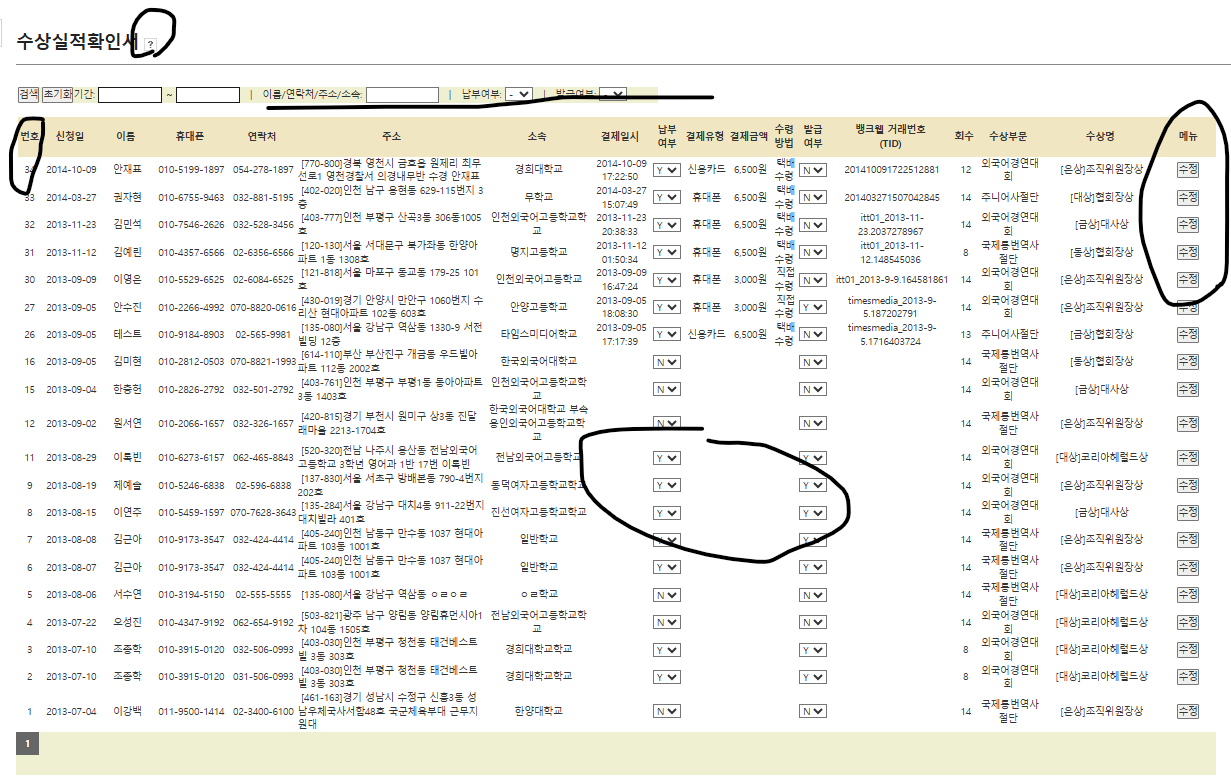 수상실적확인서 ?
검색 초기화 기간: ~ | 이름/연락처/주소/소속: | 납부여부: - | 발급여부: -
번호 신청일 이름 휴대폰 연락처 주소 소속 결제일시 납부여부 결제유형 결제금액 수령방법 발급여부 뱅크웹 거래번호(TID) 회수 수상부문 수상명 메뉴
34 2014-10-09 안재표 010-5199-1897 054-278-1897 [770-800]경북 영천시 금호읍 원제리 최무선로1 영천경찰서 의경내무반 수경 안재표 경희대학교 2014-10-09 17:22:50 Y 신용카드 6,500원 택배수령 N 201410091722512881 12 외국어경연대회 [은상]조직위원장상 수정
33 2014-03-27 권자현 010-6755-9463 032-881-5195 [402-020]인천 남구 용현동 629-115번지 3층 무학교 2014-03-27 15:07:49 Y 휴대폰 6,500원 택배수령 N 201403271507042845 14 주니어사절단 [대상]협회장상 수정
32 2013-11-23 김민석 010-7546-2626 032-528-3456 [403-777]인천 부평구 산곡3동 306동1005호 인천외국어고등학교학교 2013-11-23 20:38:33 Y 휴대폰 6,500원 택배수령 N itt01_2013-11-23.2037278967 14 외국어경연대회 [금상]대사상 수정
31 2013-11-12 김예린 010-4357-6566 02-6356-6566 [120-130]서울 서대문구 북가좌동 한양아파트 1동 1308호 명지고등학교 2013-11-12 01:50:34 Y 휴대폰 6,500원 택배수령 N itt01_2013-11-12.148545036 8 국제통번역사절단 [동상]협회장상 수정
30 2013-09-09 이영은 010-5529-6525 02-6084-6525 [121-818]서울 마포구 동교동 179-25 101호 인천외국어고등학교 2013-09-09 16:47:24 Y 휴대폰 3,000원 직접수령 N itt01_2013-9-9.164581861 14 외국어경연대회 [은상]조직위원장상 수정
27 2013-09-05 안수진 010-2266-4992 070-8820-0616 [430-019]경기 안양시 만안구 1060번지 수리산 현대아파트 102동 603호 안양고등학교 2013-09-05 18:08:30 Y 휴대폰 3,000원 직접수령 Y timesmedia_2013-9-5.187202791 14 외국어경연대회 [은상]조직위원장상 수정
26 2013-09-05 테스트 010-9184-8903 02-565-9981 [135-080]서울 강남구 역삼동 1330-9 서전빌딩 12층 타임스미디어학교 2013-09-05 17:17:39 Y 신용카드 6,500원 택배수령 N timesmedia_2013-9-5.1716403724 13 주니어사절단 [금상]협회장상 수정
16 2013-09-05 김미현 010-2812-0503 070-8821-1993 [614-110]부산 부산진구 개금동 우드빌아파트 112동 2002호 한국외국어대학교 N N 14 국제통번역사절단 [동상]협회장상 수정
15 2013-09-04 한충헌 010-2826-2792 032-501-2792 [403-761]인천 부평구 부평1동 동아아파트 3동 1403호 인천외국어고등학교학교 N N 14 외국어경연대회 [금상]대사상 수정
12 2013-09-02 원서연 010-2066-1657 032-326-1657 [420-815]경기 부천시 원미구 상3동 진달래마을 2213-1704호 한국외국어대학교 부속 용인외국어고등학교학교 N N 14 국제통번역사절단 [은상]조직위원장상 수정
11 2013-08-29 이록빈 010-6273-6157 062-465-8843 [520-320]전남 나주시 용산동 전남외국어고등학교 3학년 영어과 1반 17번 이록빈 전남외국어고등학교 Y Y 14 외국어경연대회 [대상]코리아헤럴드상 수정
9 2013-08-19 제예슬 010-5246-6838 02-596-6838 [137-830]서울 서초구 방배본동 790-4번지 202호 동덕여자고등학교학교 Y Y 14 외국어경연대회 [은상]조직위원장상 수정
8 2013-08-15 이연주 010-5459-1597 070-7628-3643 [135-284]서울 강남구 대치4동 911-22번지 대치빌라 401호 진선여자고등학교학교 Y Y 14 외국어경연대회 [금상]대사상 수정
7 2013-08-08 김근아 010-9173-3547 032-424-4414 [405-240]인천 남동구 만수동 1037 현대아파트 103동 1001호 일반학교 Y Y 14 국제통번역사절단 [은상]조직위원장상 수정
6 2013-08-07 김근아 010-9173-3547 032-424-4414 [405-240]인천 남동구 만수동 1037 현대아파트 103동 1001호 일반학교 Y Y 14 국제통번역사절단 [은상]조직위원장상 수정
5 2013-08-06 서수연 010-3194-5150 02-555-5555 [135-080]서울 강남구 역삼동 ㅇㄹㅇㄹ ㅇㄹ학교 N N 14 국제통번역사절단 [대상]코리아헤럴드상 수정
4 2013-07-22 오성진 010-4347-9192 062-654-9192 [503-821]광주 남구 양림동 양림휴먼시아1차 104동 1505호 전남외국어고등학교학교 N N 14 외국어경연대회 [대상]코리아헤럴드상 수정
3 2013-07-10 조종학 010-3915-0120 032-506-0993 [403-030]인천 부평구 청천동 태건베스트빌 3동 303호 경희대학교학교 Y Y 8 외국어경연대회 [은상]조직위원장상 수정
2 2013-07-10 조종학 010-3915-0120 031-506-0993 [403-030]인천 부평구 청천동 태건베스트빌 3동 303호 경희대학교학교 Y Y 8 외국어경연대회 [은상]조직위원장상 수정
1 2013-07-04 이강백 011-9500-1414 02-3400-6100 [461-163]경기 성남시 수정구 신흥3동 성남우체국사서함48호 국군체육부대 근무지원대 한양대학교 N N 14 국제통번역사절단 [은상]조직위원장상 수정
1